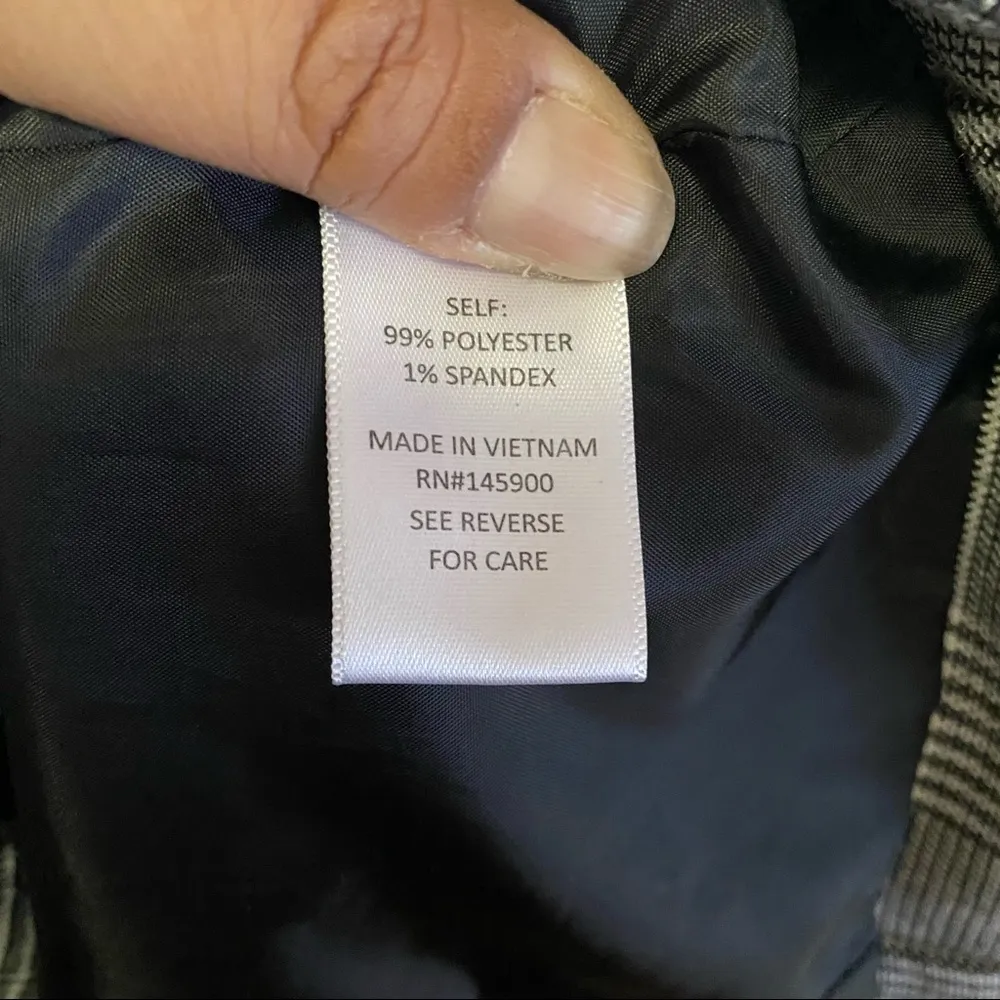 SELF:
99% POLYESTER
1% SPANDEX
MADE IN VIETNAM
RN#145900
SEE REVERSE
FOR CARE